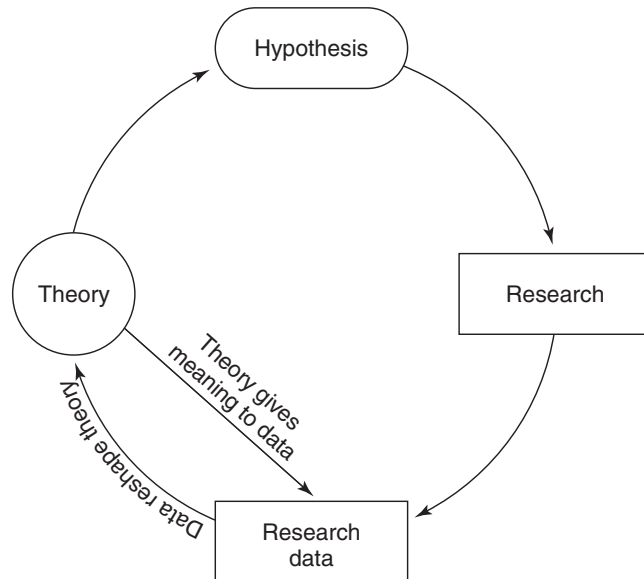 Hypothesis
Theory
Research
Theory gives
meaning to data
Data reshape theory
Research
data